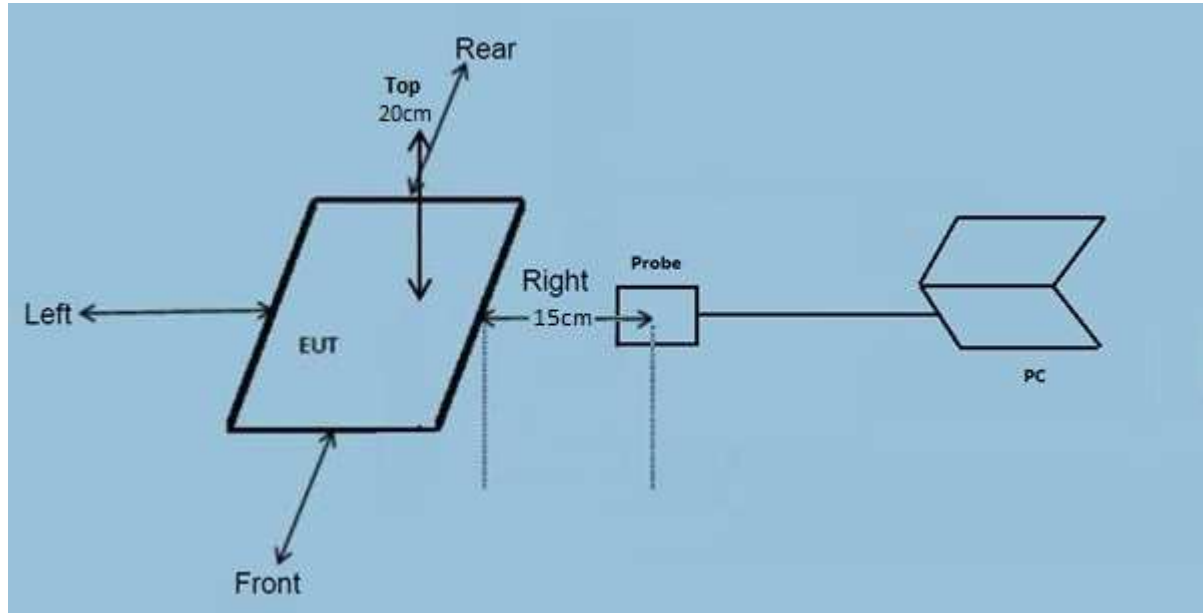 Rear
Top
20cm
Right
Probe
Left
15cm
EUT
PC
Front